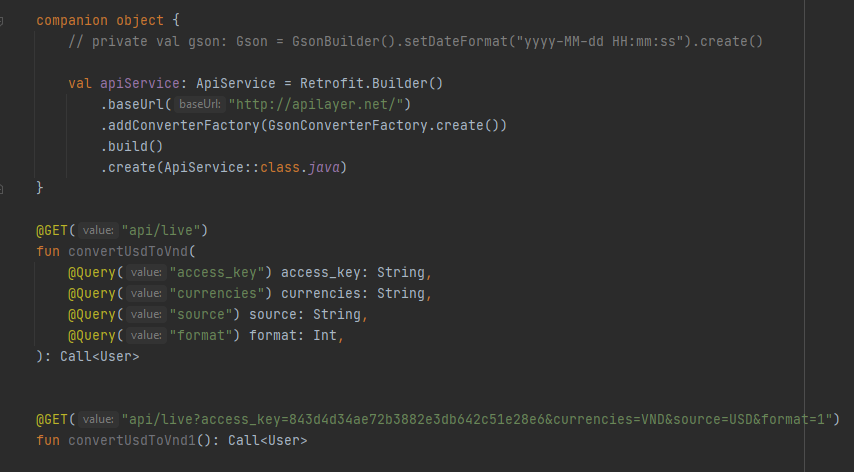 companion object {
// private val gson: Gson = GsonBuilder().setDateFormat("yyyy-MM-dd HH:mm:ss").create()
val apiService: ApiService = Retrofit.Builder()
.baseUrl( baseUrl: "http://apilayer.net/")
.addConverterFactory(GsonConverterFactory.create())
.build()
.create(ApiService::class.java)
}
@GET( value: "api/live")
fun convertUsdToVnd(
@Query( value: "access_key") access_key: String,
@Query( value: "currencies") currencies: String,
@Query( value: "source") source: String,
@Query( value: "format") format: Int,
): Call<User>
@GET( value: "api/live?access_key=843d4d34ae72b3882e3db642c51e28e6&currencies=VND&source=USD&format=1")
fun convertUsdToVnd1(): Call<User>